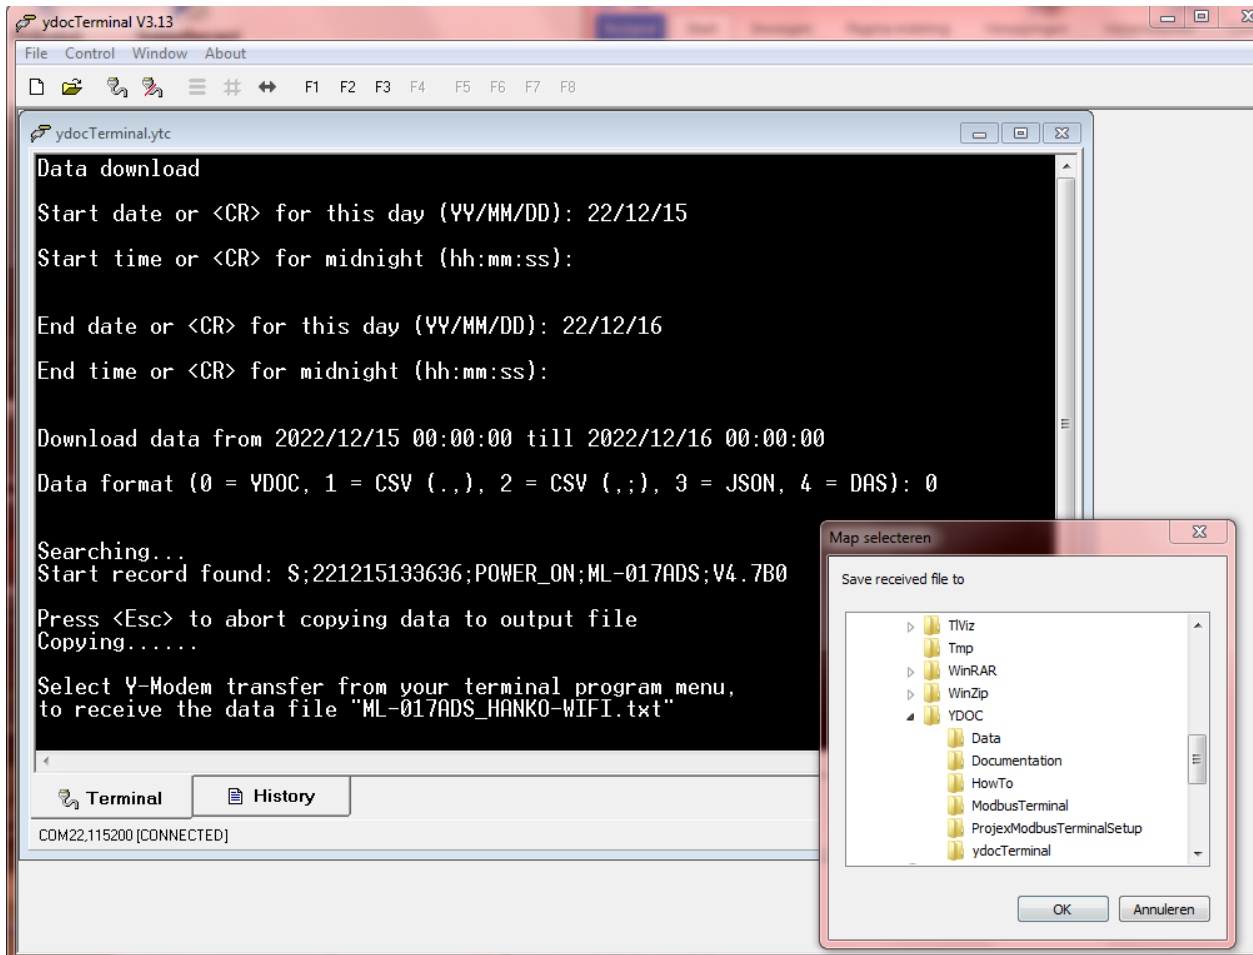 ydocTerminal V3.13
File Control Window About
F1 F2 F3 F4 F5 F6 F7 F8
ydocTerminal.ytc
Data download
Start date or <CR> for this day (YY/MM/DD): 22/12/15
Start time or <CR> for midnight (hh:mm:ss):
End date or <CR> for this day (YY/MM/DD): 22/12/16
End time or <CR> for midnight (hh:mm:ss):
Download data from 2022/12/15 00:00:00 till 2022/12/16 00:00:00
Data format (0 = YDOC, 1 = CSV (.,), 2 = CSV (,;), 3 = JSON, 4 = DAS): 0
Searching...
Start record found: S;221215133636;POWER_ON;ML-017ADS;V4.7B0
Press <Esc> to abort copying data to output file
Copying......
Select Y-Modem transfer from your terminal program menu,
to receive the data file "ML-017ADS_HANKO-WIFI.txt"
Terminal
History
COM22,115200 [CONNECTED]
Map selecteren
Save received file to
TlViz
Tmp
WinRAR
WinZip
YDOC
Data
Documentation
HowTo
ModbusTerminal
ProjexModbusTerminalSetup
ydocTerminal
OK
Annuleren